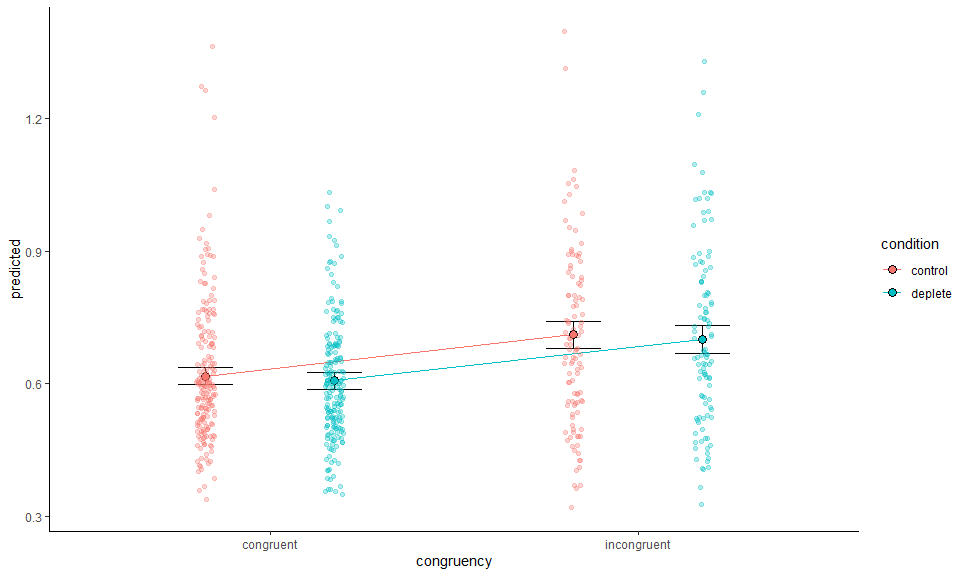 predicted
1.2
0.9
0.6
0.3
congruent
incongruent
congruency
condition
control
deplete